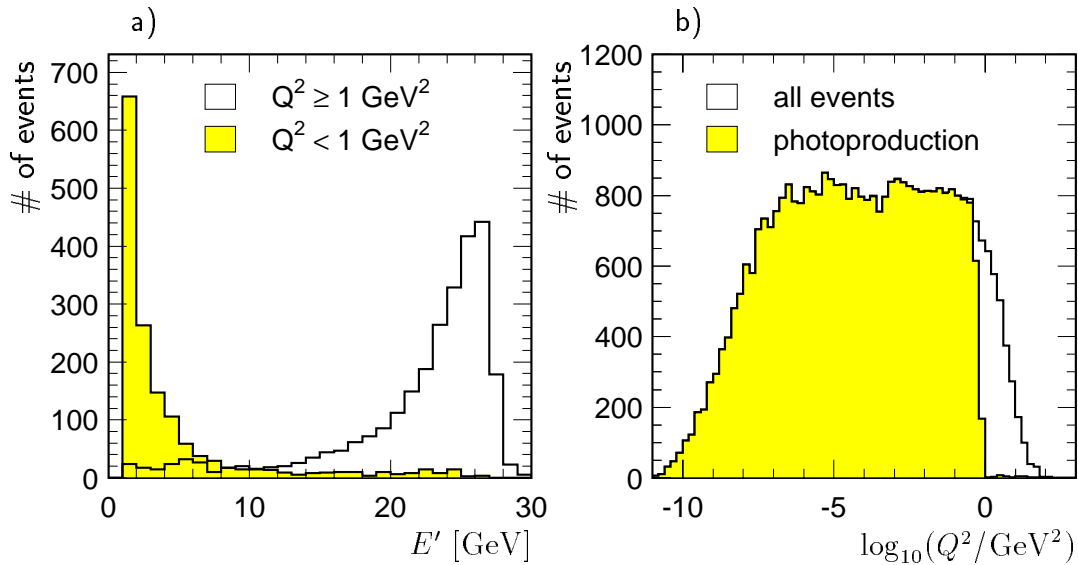 a)
# of events
700
600
500
400
300
200
100
0
Q² ≥ 1 GeV²
Q² < 1 GeV²
0 10 20 30
E′ [GeV]
b)
# of events
1200
1000
800
600
400
200
0
all events
photoproduction
-10 -5 0
log₁₀(Q²/GeV²)